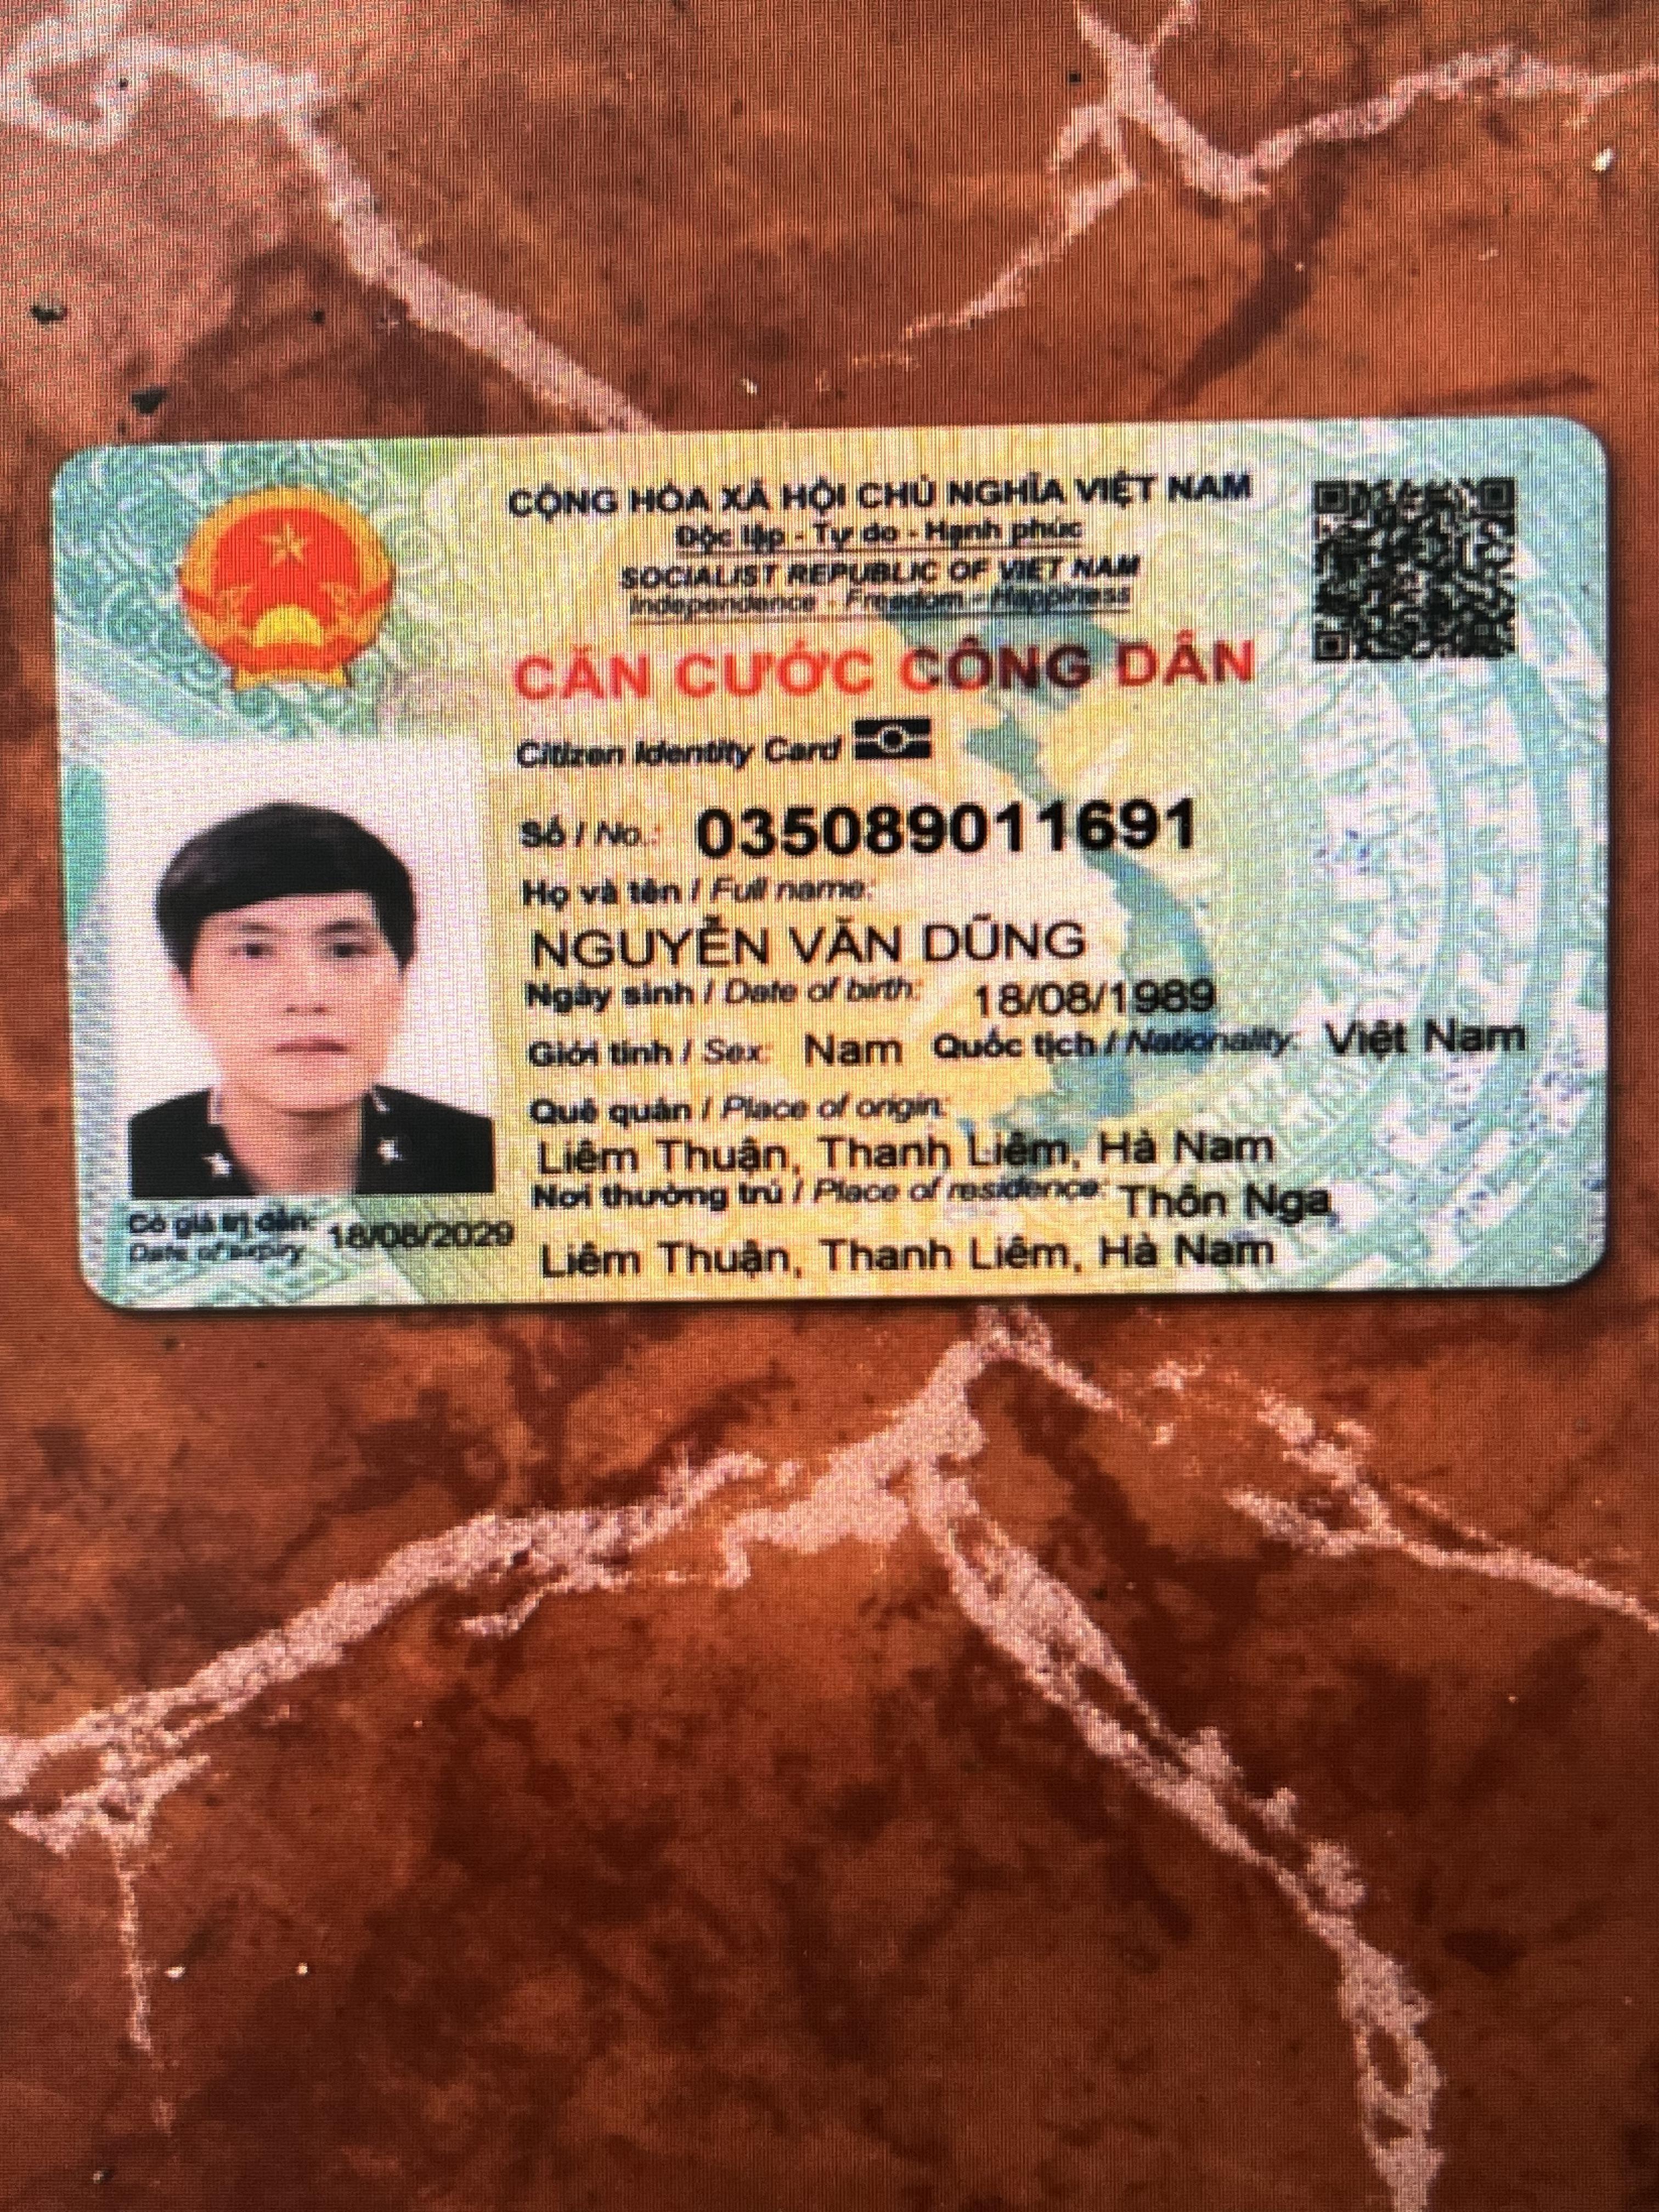 CỘNG HÒA XÃ HỘI CHỦ NGHĨA VIỆT NAM
Độc lập - Tự do - Hạnh phúc
SOCIALIST REPUBLIC OF VIET NAM
Independence - Freedom - Happiness
CĂN CƯỚC CÔNG DÂN
Citizen Identity Card
Số / No.: 035089011691
Họ và tên / Full name:
NGUYỄN VĂN DŨNG
Ngày sinh / Date of birth: 18/08/1989
Giới tính / Sex: Nam Quốc tịch / Nationality: Việt Nam
Quê quán / Place of origin:
Liêm Thuận, Thanh Liêm, Hà Nam
Nơi thường trú / Place of residence: Thôn Nga,
Liêm Thuận, Thanh Liêm, Hà Nam
Có giá trị đến: 18/08/2029
Date of expiry